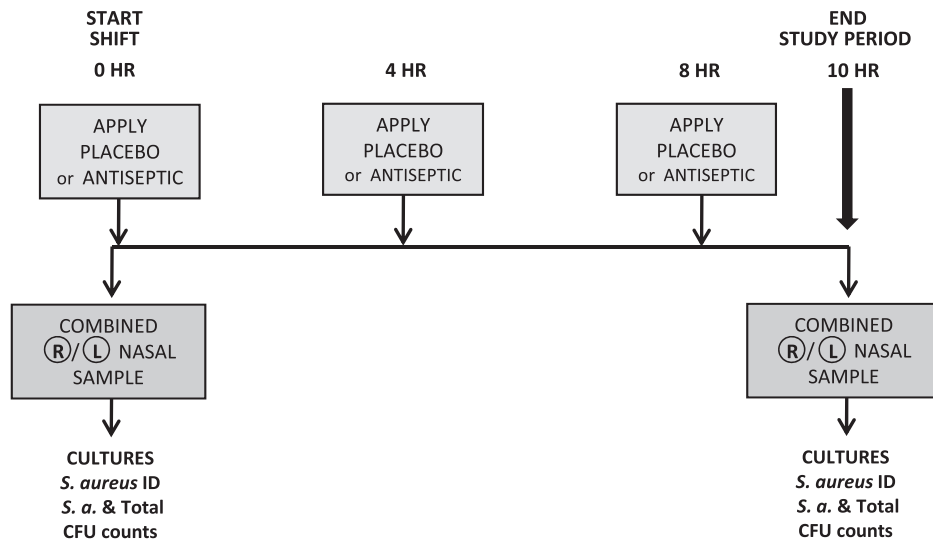 START
SHIFT
0 HR
4 HR
8 HR
END
STUDY PERIOD
10 HR
APPLY
PLACEBO
or ANTISEPTIC
APPLY
PLACEBO
or ANTISEPTIC
APPLY
PLACEBO
or ANTISEPTIC
COMBINED
R/ L NASAL
SAMPLE
COMBINED
R/ L NASAL
SAMPLE
CULTURES
S. aureus ID
S. a. & Total
CFU counts
CULTURES
S. aureus ID
S. a. & Total
CFU counts